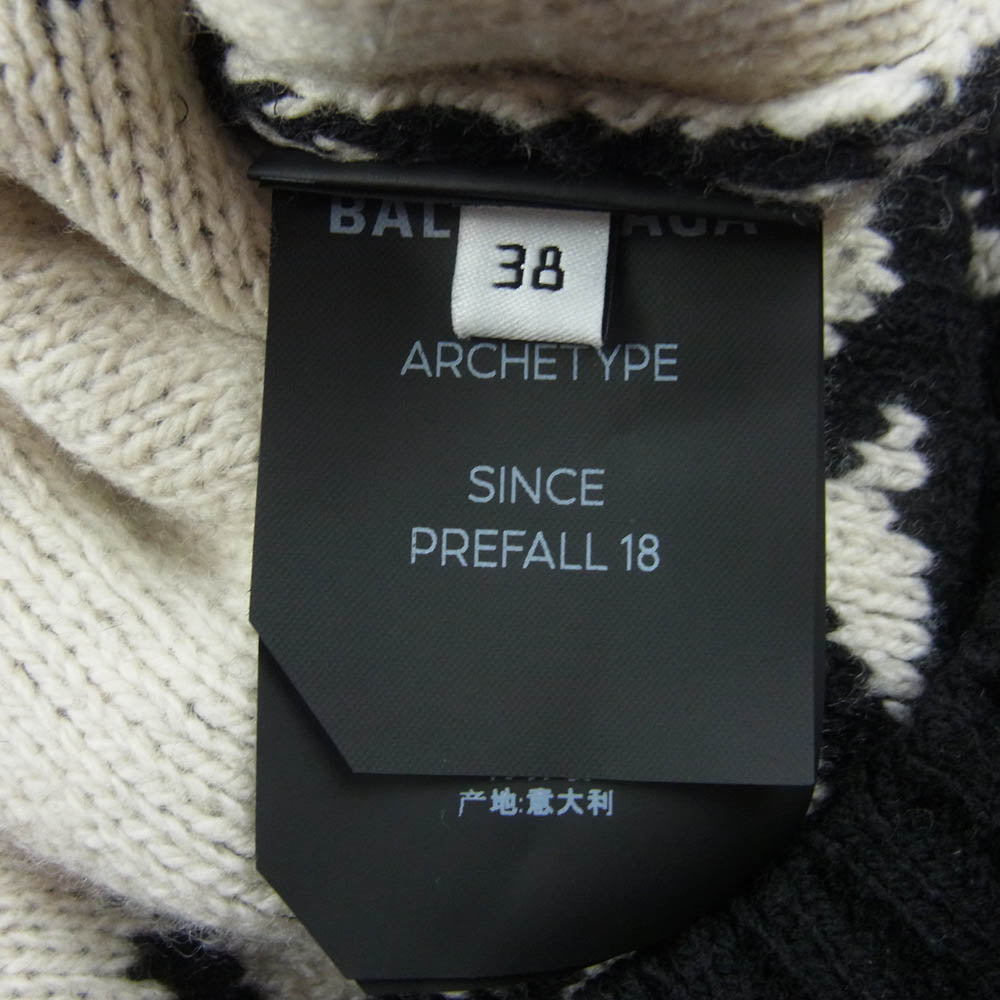 38
ARCHETYPE
SINCE
PREFALL 18
产地:意大利